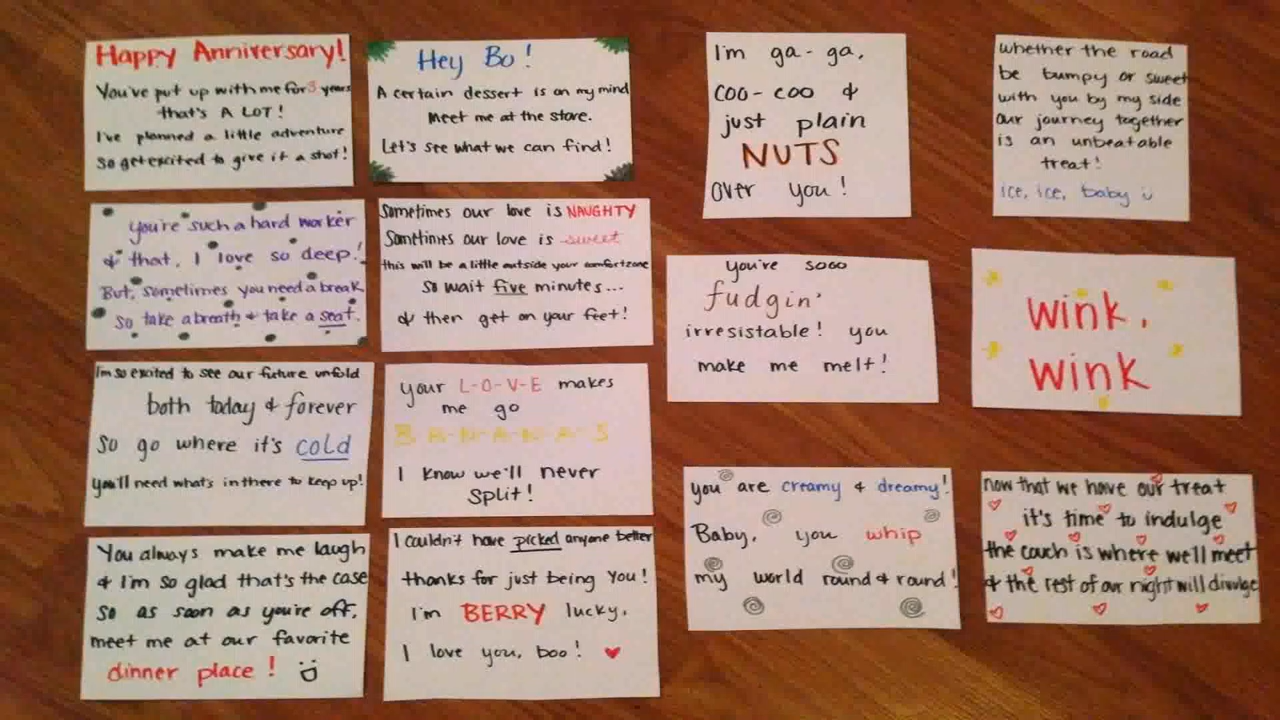 Happy Anniversary!
You've put up with me for 3 years
that's A LOT!
I've planned a little adventure
so get excited to give it a shot!
you're such a hard worker
& that, I love so deep!
But, sometimes you need a break
so take a breath & take a seat.
I'm so excited to see our future unfold
both today & forever
so go where it's cold
you'll need what's in there to keep up!
You always make me laugh
& I'm so glad that's the case
so as soon as you're off,
meet me at our favorite
dinner place!
Hey Bo!
A certain dessert is on my mind
Meet me at the store.
Let's see what we can find!
Sometimes our love is NAUGHTY
Sometimes our love is sweet
this will be a little outside your comfort zone
so wait five minutes...
& then get on your feet!
your L-O-V-E makes
me go
B-A-N-A-N-A-S
I know we'll never
split!
I couldn't have picked anyone better
thanks for just being you!
I'm BERRY lucky,
I love you, boo!
I'm ga-ga,
coo-coo &
just plain
NUTS
over you!
you're sooo
fudgin'
irresistable! you
make me melt!
you are creamy & dreamy!
Baby, you whip
my world round & round!
whether the road
be bumpy or sweet
with you by my side
our journey together
is an unbeatable
treat!
ice, ice, baby
wink,
wink
now that we have our treat
it's time to indulge
the couch is where we'll meet
& the rest of our night will divulge